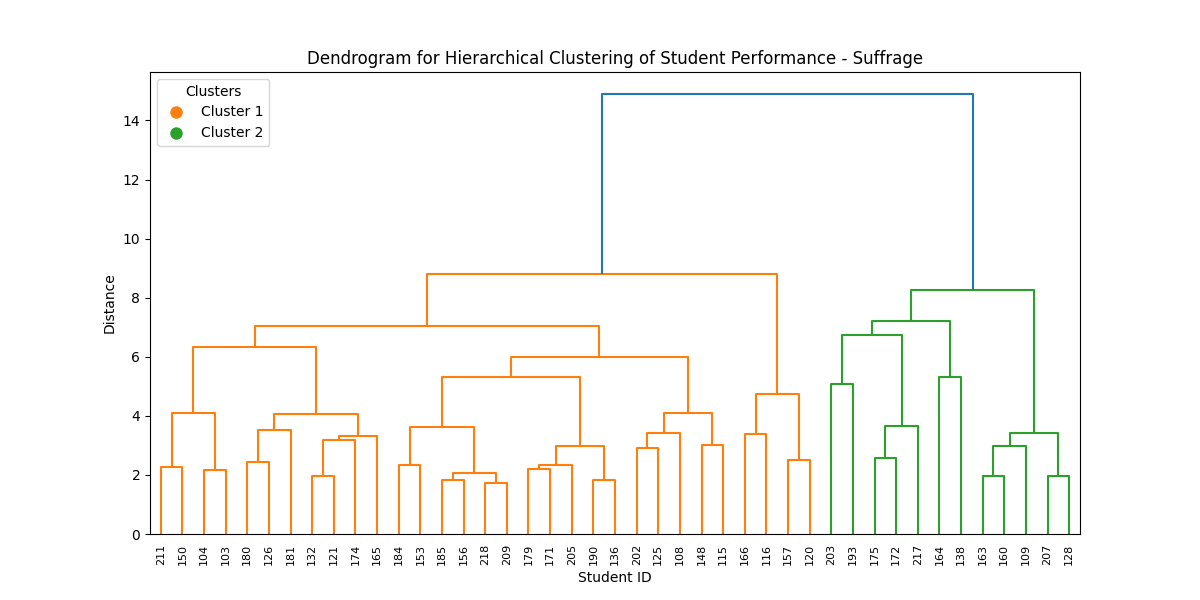 Dendrogram for Hierarchical Clustering of Student Performance - Suffrage
Clusters
Cluster 1
Cluster 2
Distance
14
12
10
8
6
4
2
0
211 150 104 103 180 126 181 132 121 174 165 184 153 185 156 218 209 179 171 205 190 136 202 125 108 148 115 166 116 157 120 203 193 175 172 217 164 138 163 160 109 207 128
Student ID